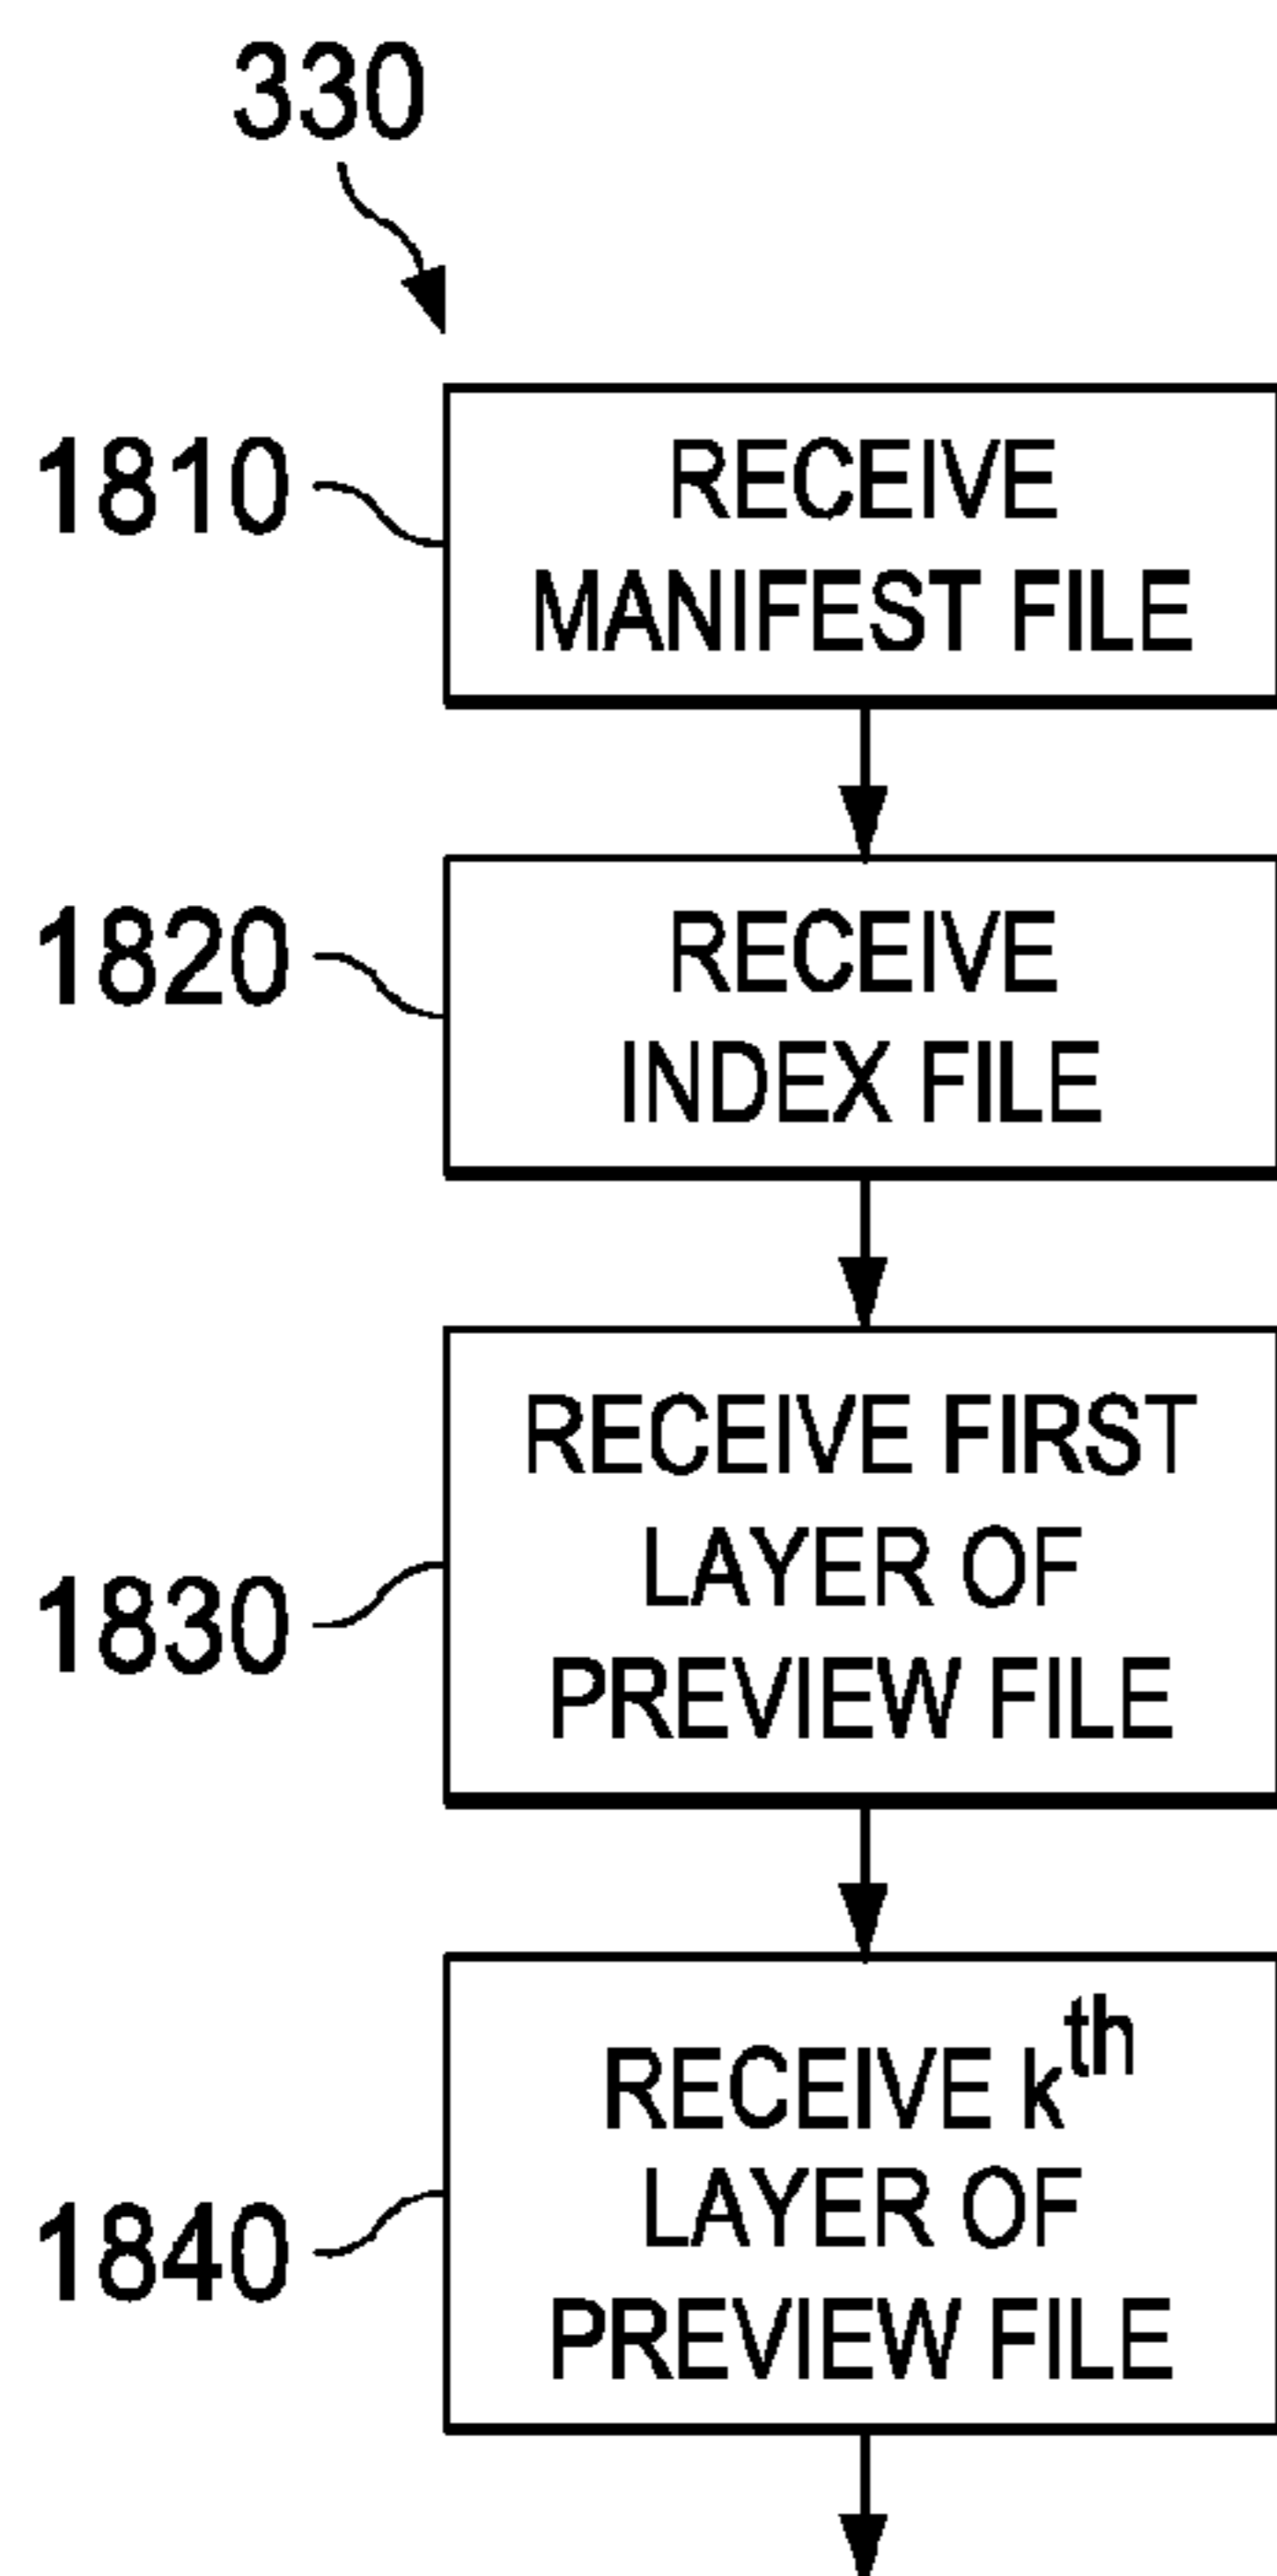 330
1810
RECEIVE
MANIFEST FILE
1820
RECEIVE
INDEX FILE
1830
RECEIVE FIRST
LAYER OF
PREVIEW FILE
1840
RECEIVE kth
LAYER OF
PREVIEW FILE